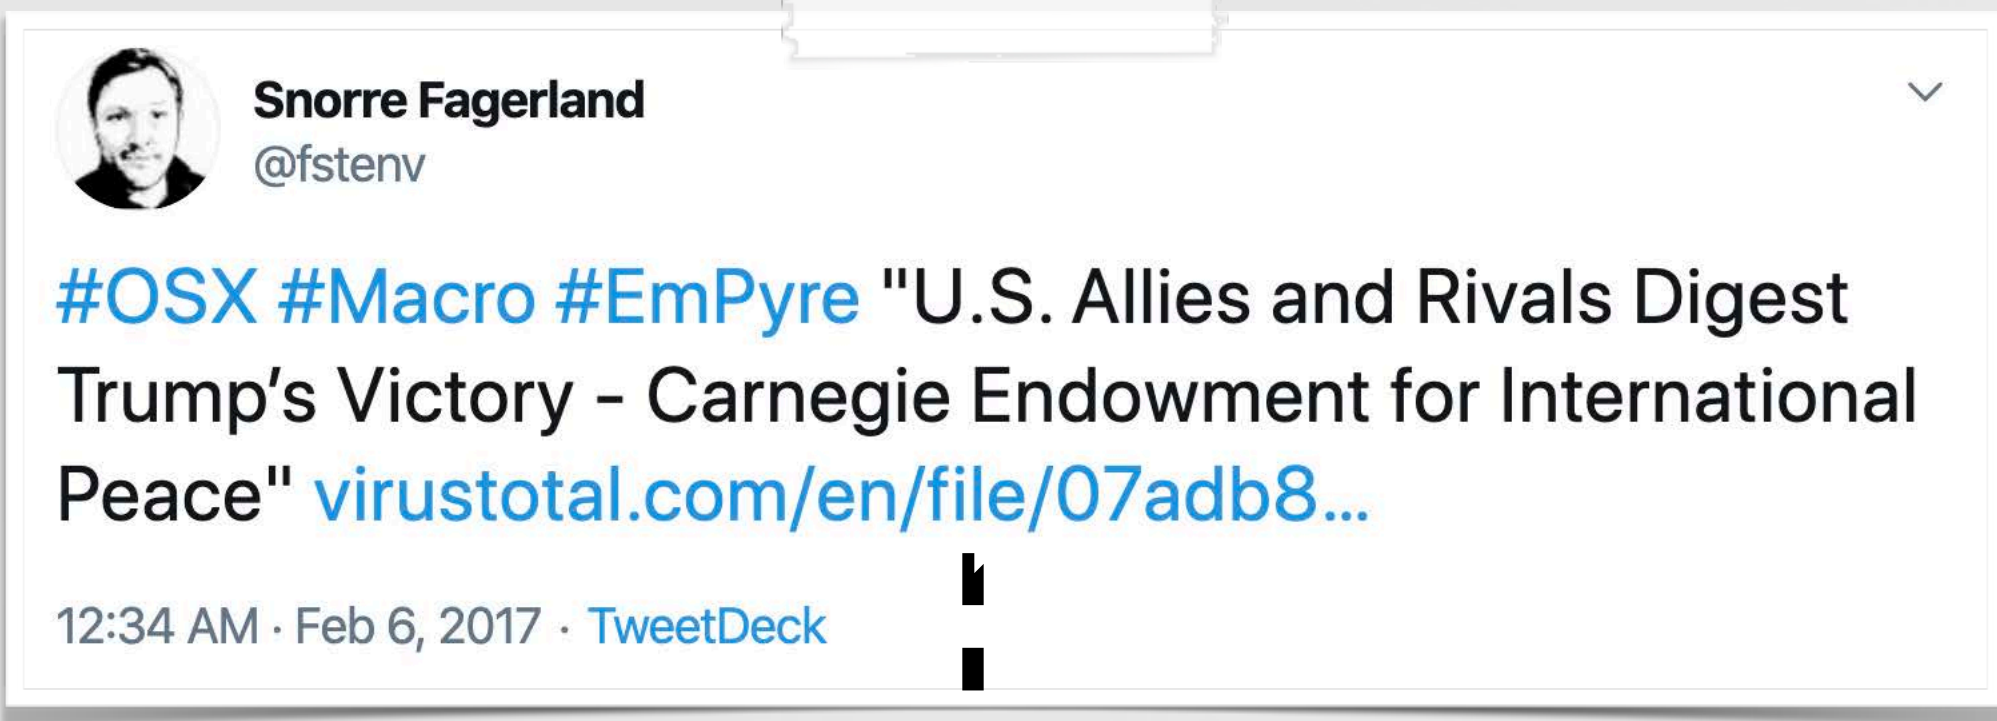 Snorre Fagerland
@fstenv
#OSX #Macro #EmPyre "U.S. Allies and Rivals Digest
Trump’s Victory - Carnegie Endowment for International
Peace" virustotal.com/en/file/07adb8…
12:34 AM · Feb 6, 2017 · TweetDeck